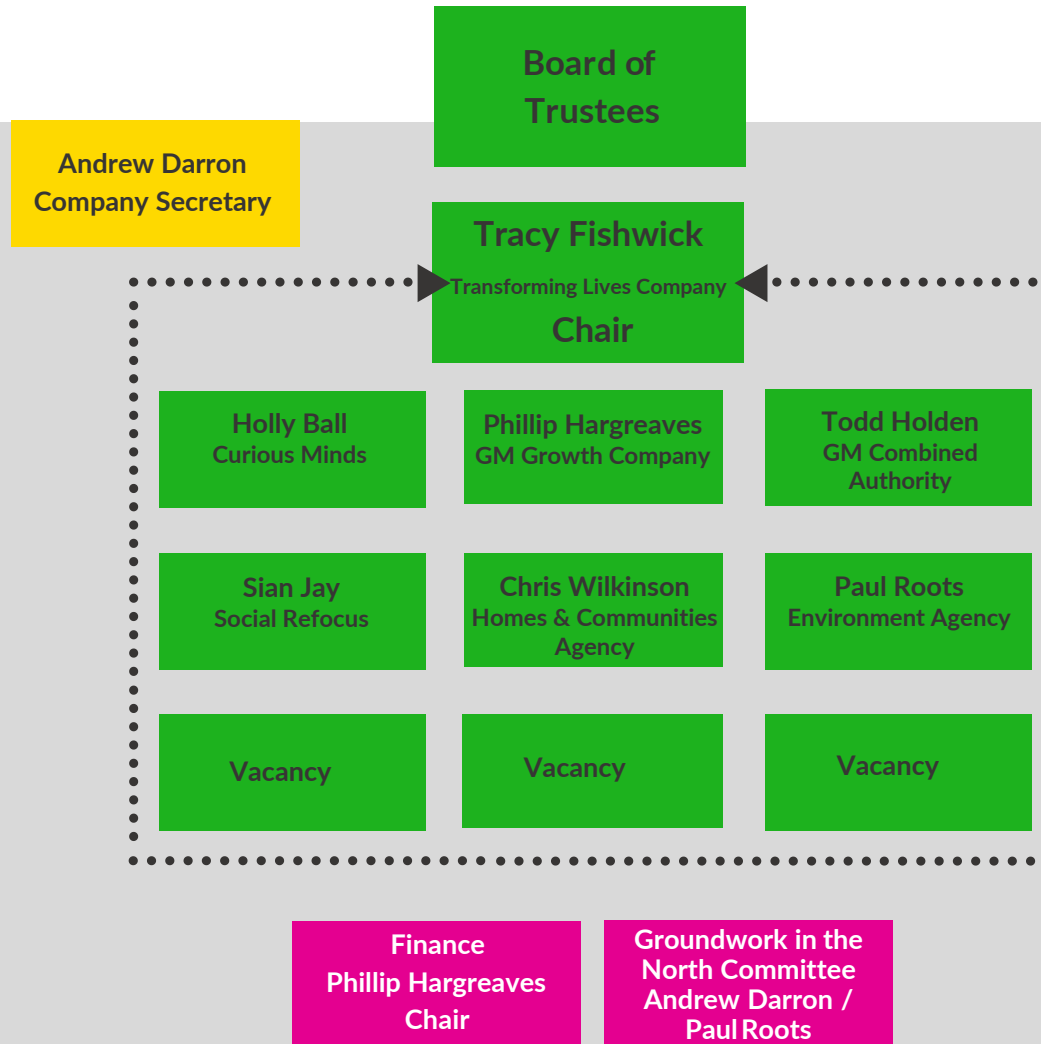 Board of
Trustees
Andrew Darron
Company Secretary
Tracy Fishwick
Transforming Lives Company
Chair
Holly Ball
Curious Minds
Phillip Hargreaves
GM Growth Company
Todd Holden
GM Combined
Authority
Sian Jay
Social Refocus
Chris Wilkinson
Homes & Communities
Agency
Paul Roots
Environment Agency
Vacancy
Vacancy
Vacancy
Finance
Phillip Hargreaves
Chair
Groundwork in the
North Committee
Andrew Darron /
Paul Roots